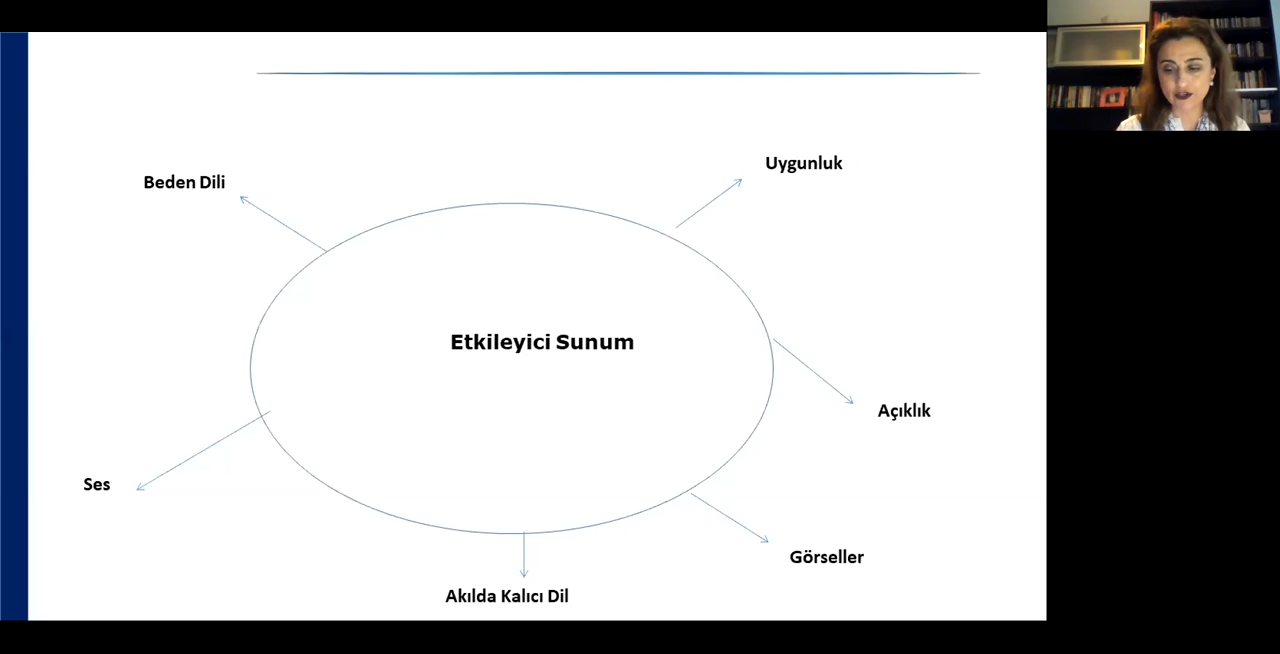 Uygunluk
Beden Dili
Etkileyici Sunum
Açıklık
Ses
Görseller
Akılda Kalıcı Dil